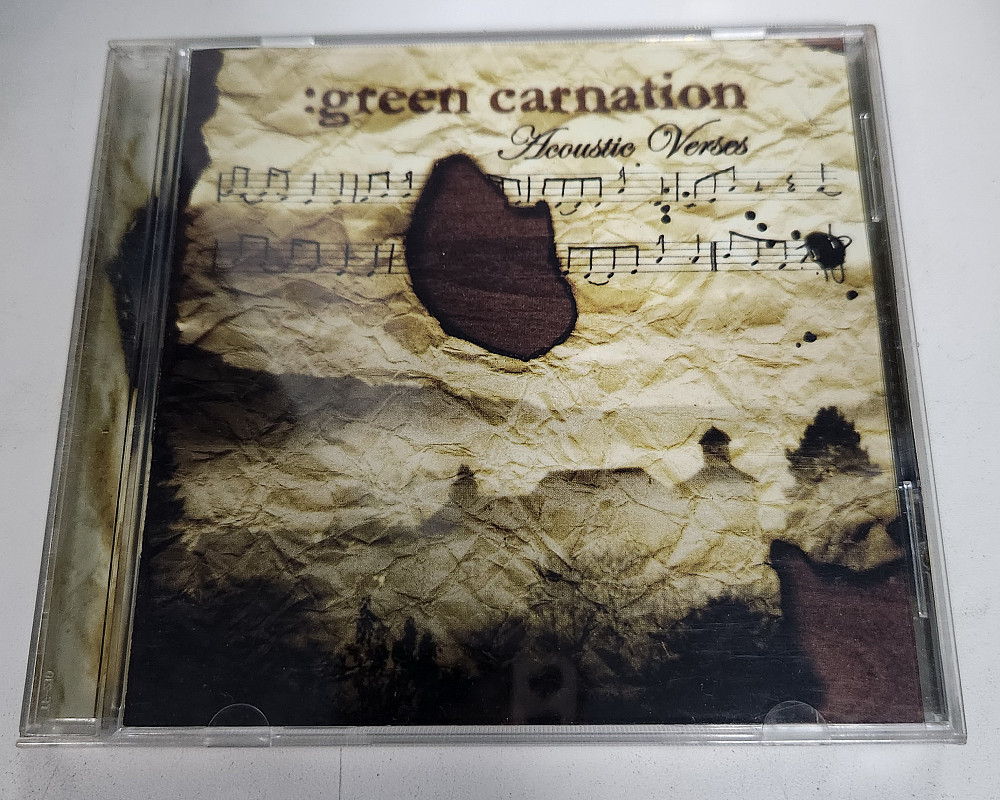 :green carnation
Acoustic Verses